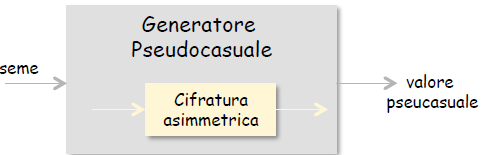 Generatore
Pseudocasuale
seme
Cifratura
asimmetrica
valore
pseucasuale